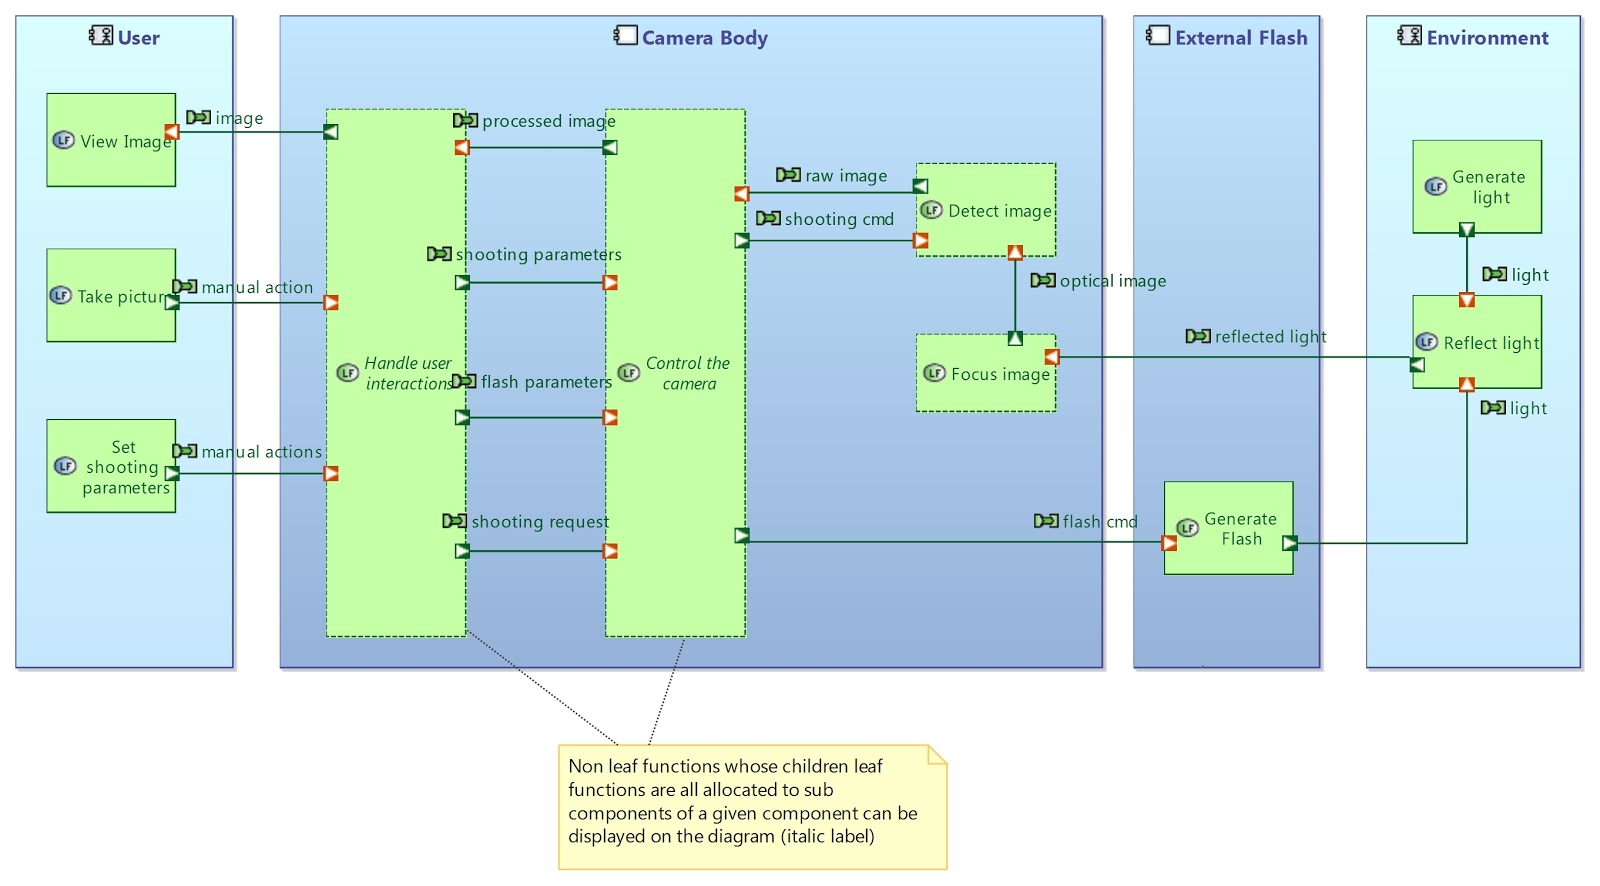 User
Camera Body
External Flash
Environment
LF View Image
image
processed image
LF Take pictur
manual action
LF Set
shooting
parameters
manual actions
LF Handle user
interactions
shooting parameters
flash parameters
shooting request
LF Control the
camera
raw image
shooting cmd
LF Detect image
optical image
LF Focus image
reflected light
flash cmd
LF Generate
Flash
LF Generate
light
light
LF Reflect light
light
Non leaf functions whose children leaf
functions are all allocated to sub
components of a given component can be
displayed on the diagram (italic label)